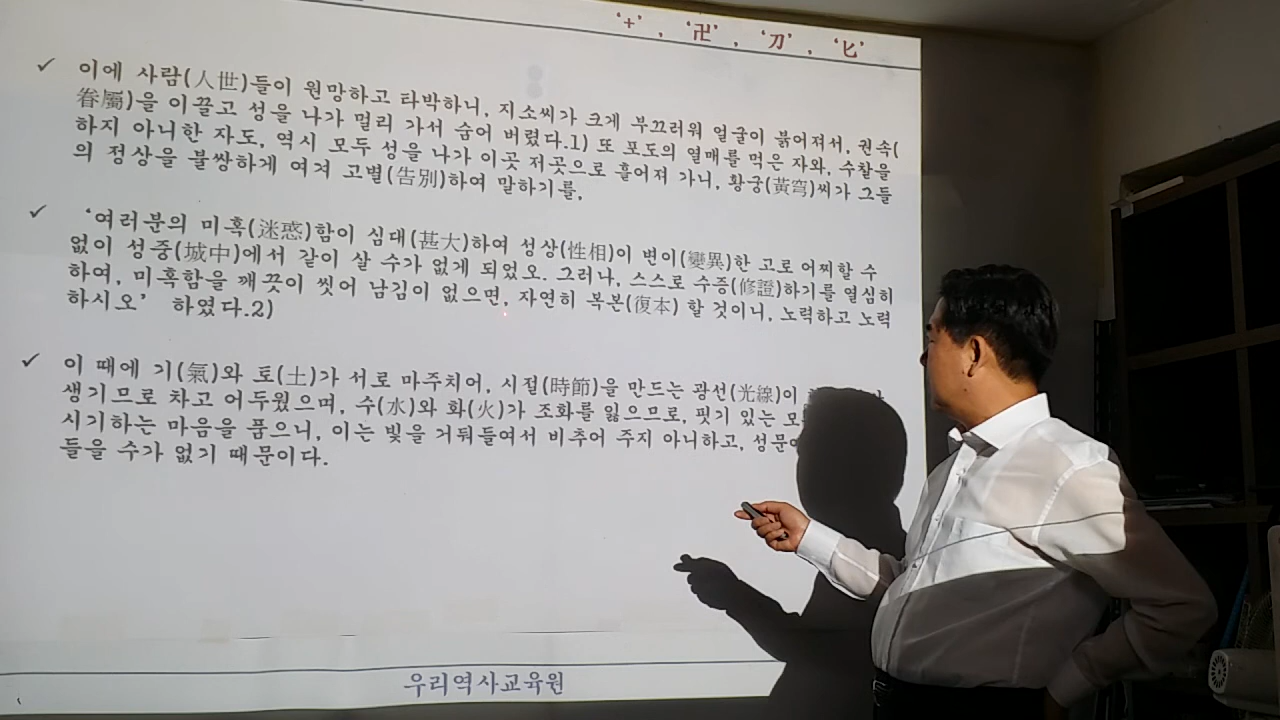 ‘+’, ‘卍’, ‘刀’, ‘匕’
✓ 이에 사람(人世)들이 원망하고 타박하니, 지소씨가 크게 부끄러워 얼굴이 붉어져서, 권속(
眷屬)을 이끌고 성을 나가 멀리 가서 숨어 버렸다.1) 또 포도의 열매를 먹은 자와, 수찰을
하지 아니한 자도, 역시 모두 성을 나가 이곳 저곳으로 흩어져 가니, 황궁(黃穹)씨가 그들
의 정상을 불쌍하게 여겨 고별(告別)하여 말하기를,
✓ ‘여러분의 미혹(迷惑)함이 심대(甚大)하여 성상(性相)이 변이(變異)한 고로 어찌할 수
없이 성중(城中)에서 같이 살 수가 없게 되었오. 그러나, 스스로 수증(修證)하기를 열심히
하여, 미혹함을 깨끗이 씻어 남김이 없으면, 자연히 복본(復本) 할 것이니, 노력하고 노력
하시오’ 하였다.2)
✓ 이 때에 기(氣)와 토(土)가 서로 마주치어, 시절(時節)을 만드는 광선(光線)이
생기므로 차고 어두웠으며, 수(水)와 화(火)가 조화를 잃으므로, 핏기 있는 모
시기하는 마음을 품으니, 이는 빛을 거둬들여서 비추어 주지 아니하고, 성문이
들을 수가 없기 때문이다.
우리역사교육원